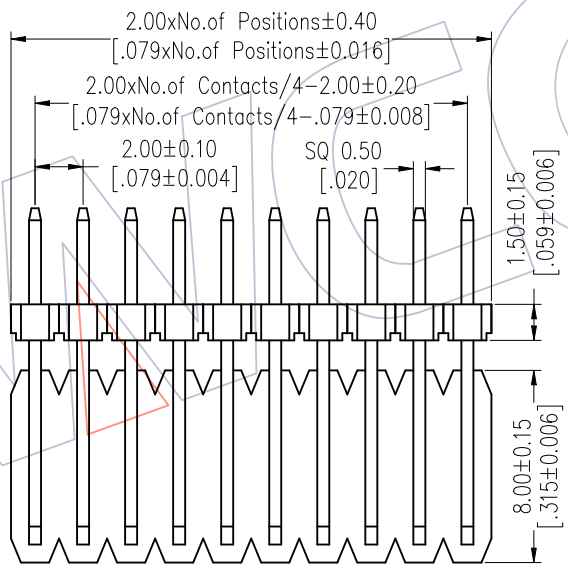 2.00xNo.of Positions±0.40
[.079xNo.of Positions±0.016]
2.00xNo.of Contacts/4-2.00±0.20
[.079xNo.of Contacts/4-.079±0.008]
2.00±0.10
[.079±0.004]
SQ 0.50
[.020]
1.50±0.15
[.059±0.006]
8.00±0.15
[.315±0.006]